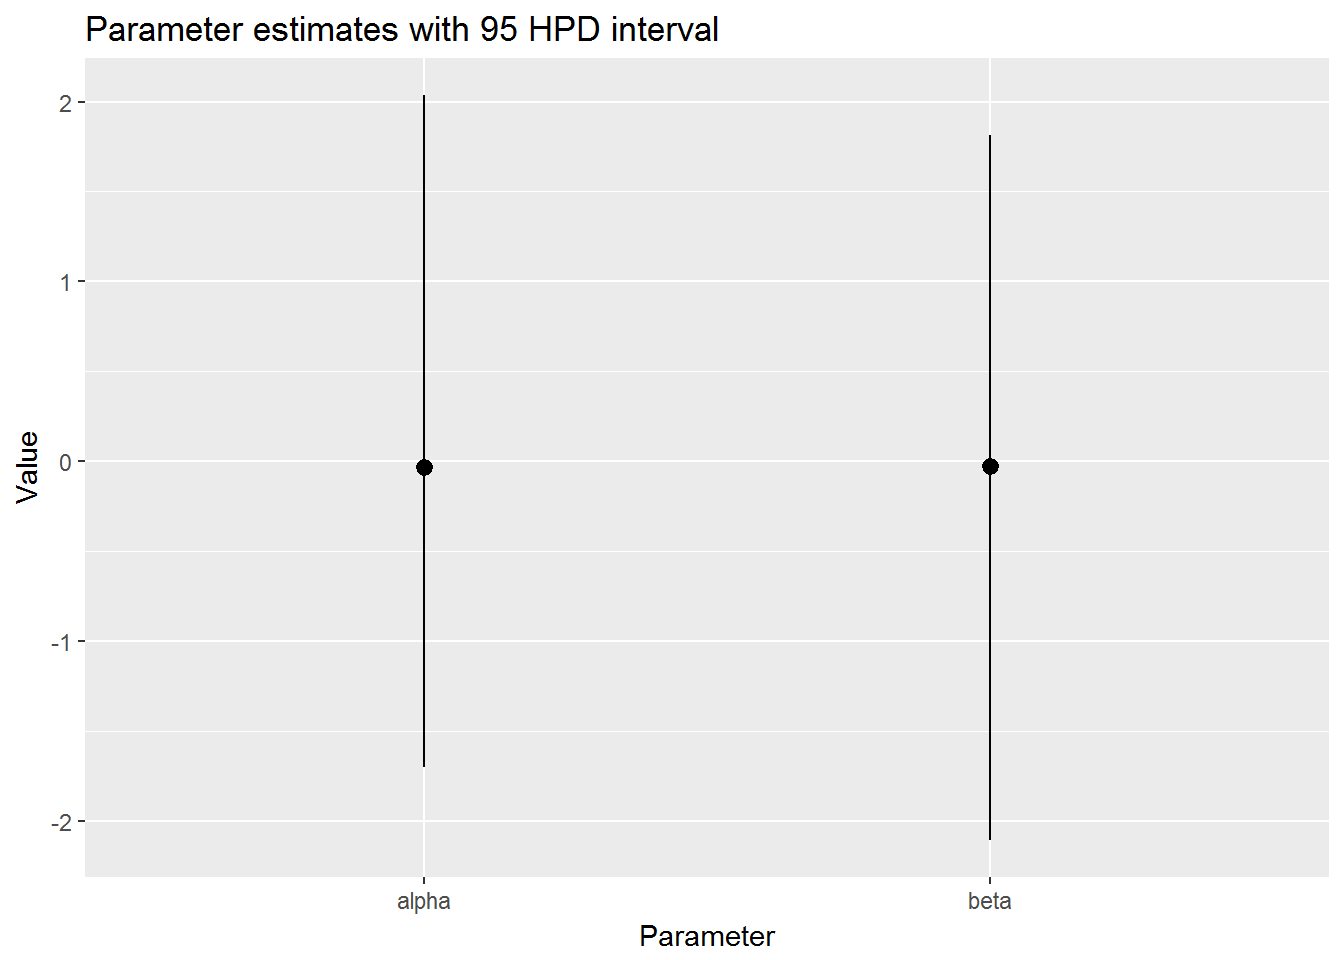 Parameter estimates with 95 HPD interval
2
1
0
-1
-2
Value
alpha beta
Parameter